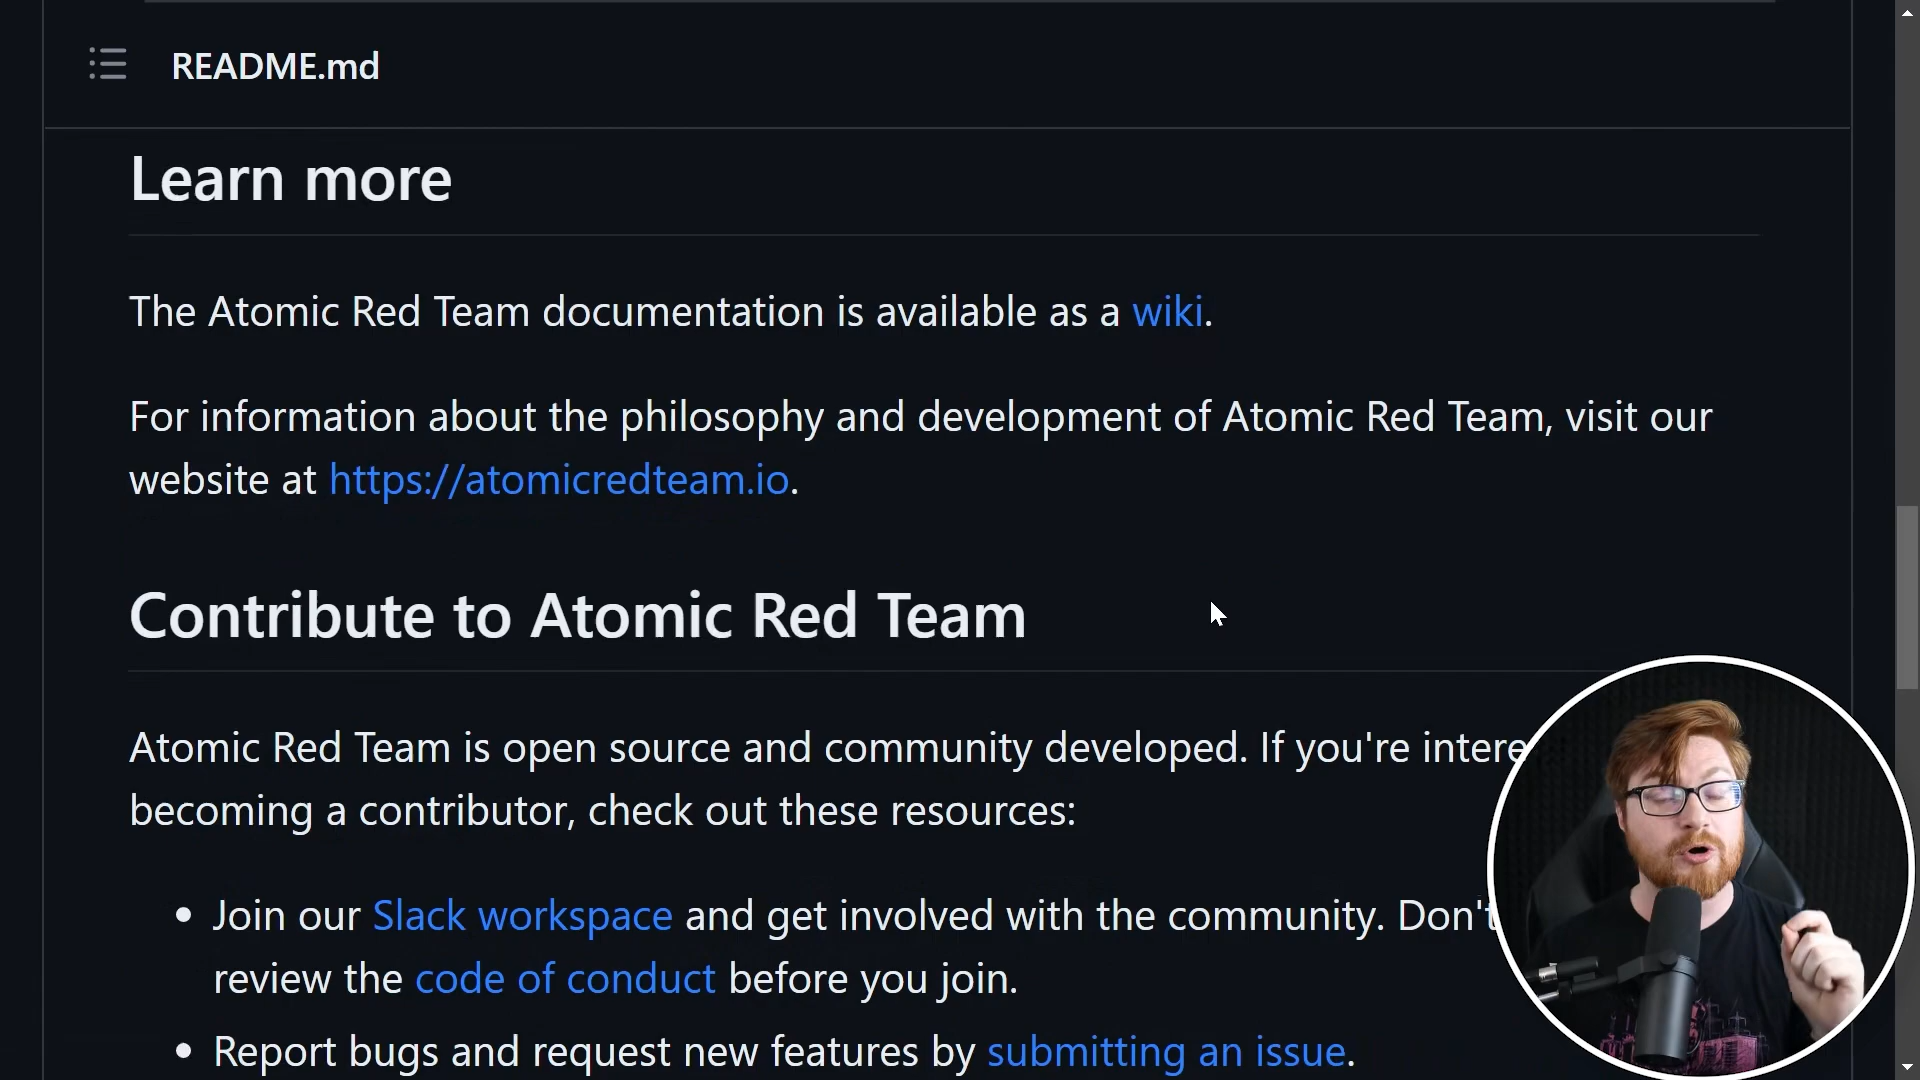 README.md
Learn more
The Atomic Red Team documentation is available as a wiki.
For information about the philosophy and development of Atomic Red Team, visit our
website at https://atomicredteam.io.
Contribute to Atomic Red Team
Atomic Red Team is open source and community developed. If you're
becoming a contributor, check out these resources:
Join our Slack workspace and get involved with the community. Don't
review the code of conduct before you join.
Report bugs and request new features by submitting an issue.